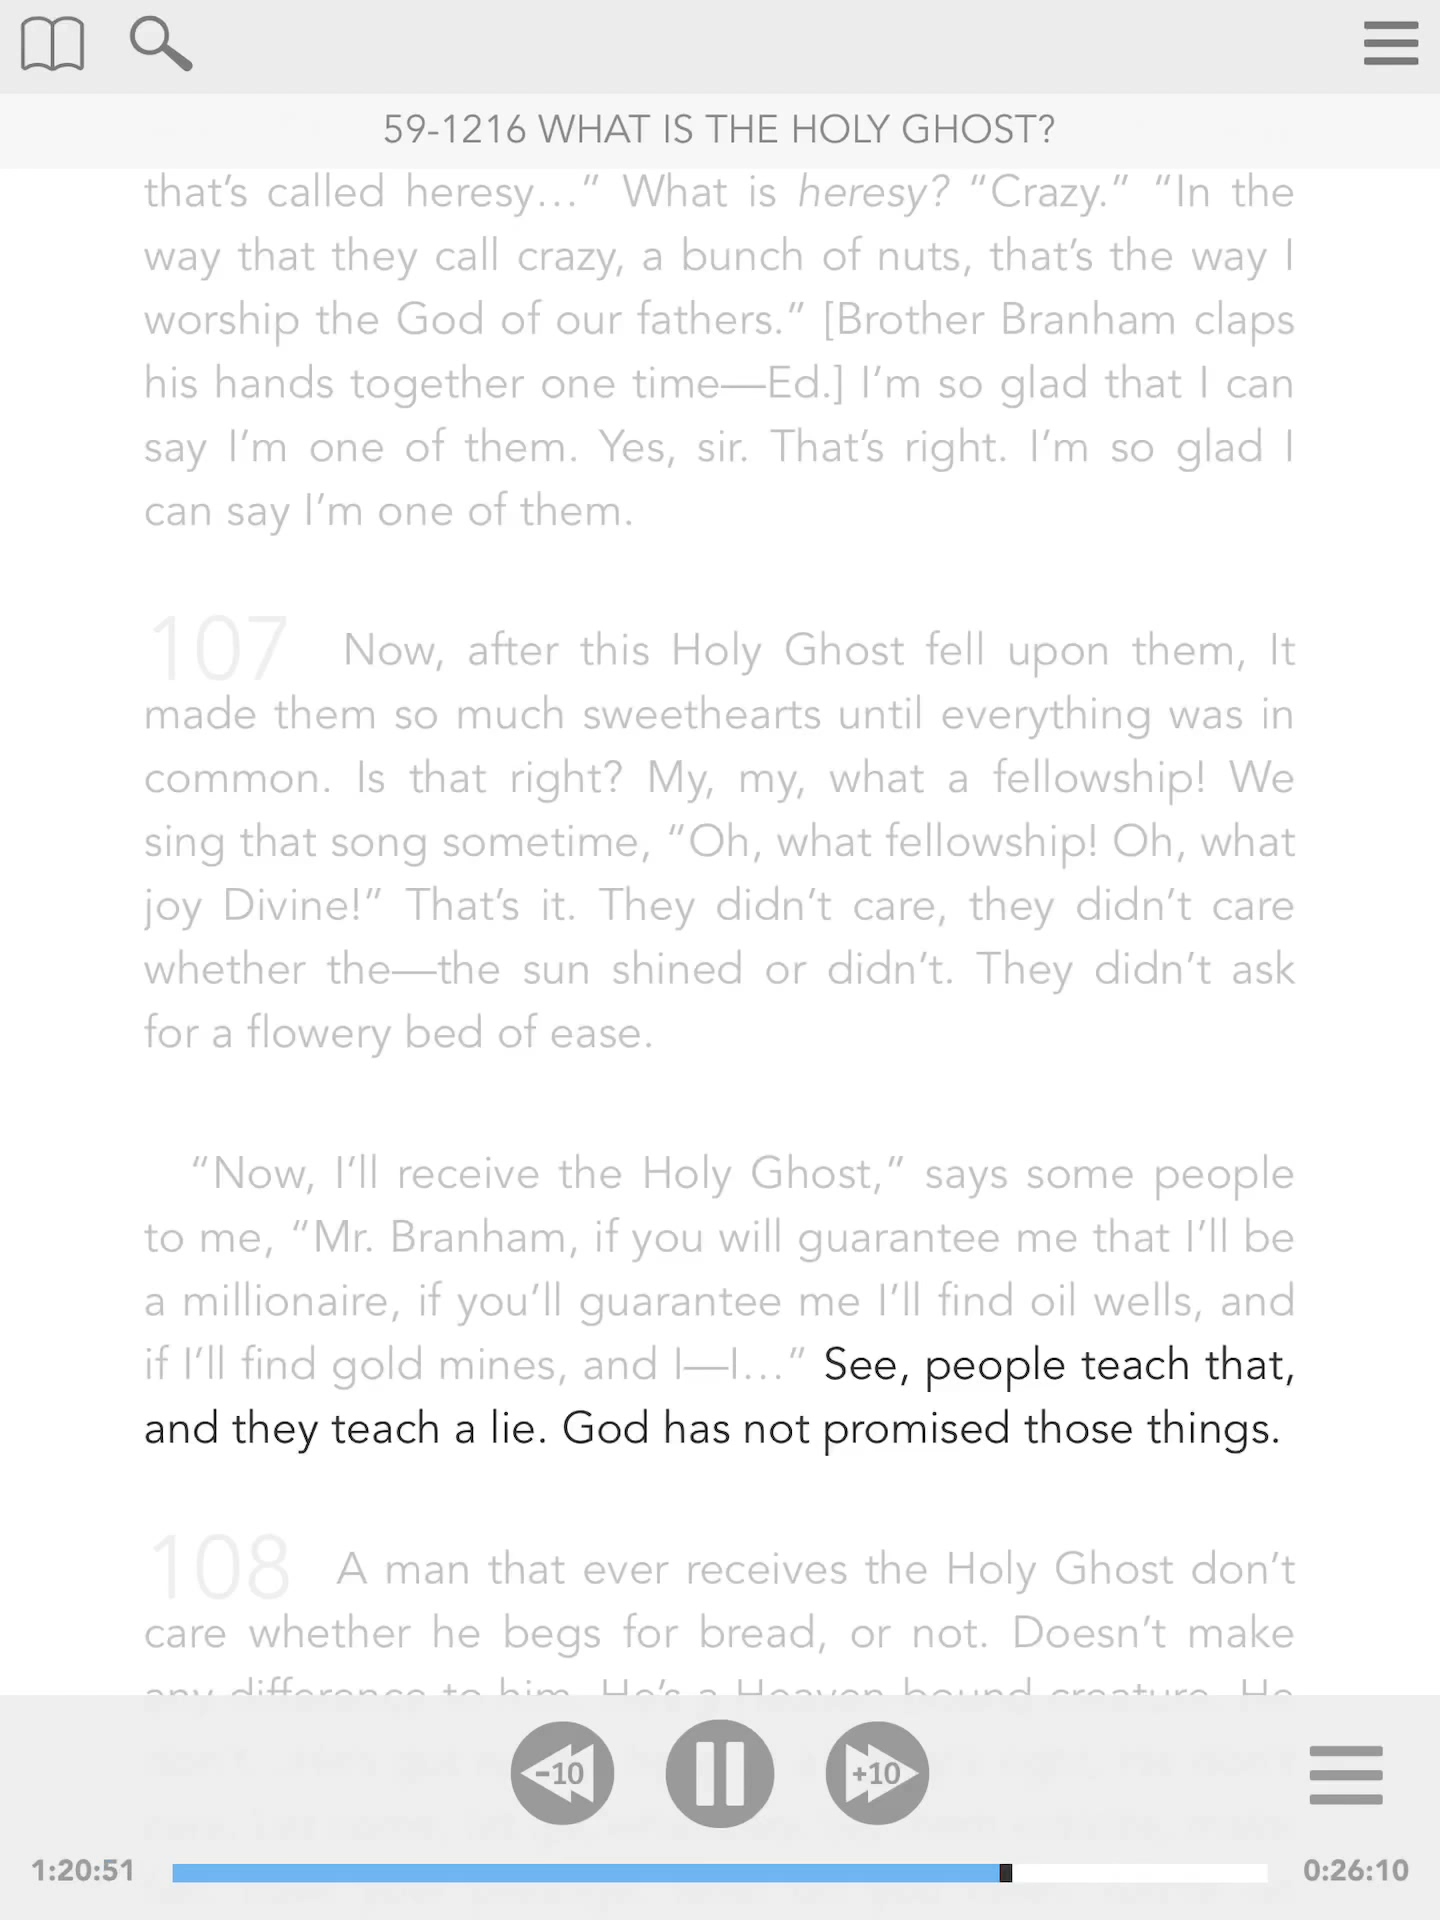 59-1216 WHAT IS THE HOLY GHOST?
that’s called heresy…” What is heresy? “Crazy.” “In the
way that they call crazy, a bunch of nuts, that’s the way I
worship the God of our fathers.” [Brother Branham claps
his hands together one time—Ed.] I’m so glad that I can
say I’m one of them. Yes, sir. That’s right. I’m so glad I
can say I’m one of them.
107 Now, after this Holy Ghost fell upon them, It
made them so much sweethearts until everything was in
common. Is that right? My, my, what a fellowship! We
sing that song sometime, “Oh, what fellowship! Oh, what
joy Divine!” That’s it. They didn’t care, they didn’t care
whether the—the sun shined or didn’t. They didn’t ask
for a flowery bed of ease.
“Now, I’ll receive the Holy Ghost,” says some people
to me, “Mr. Branham, if you will guarantee me that I’ll be
a millionaire, if you’ll guarantee me I’ll find oil wells, and
if I’ll find gold mines, and I—I…” See, people teach that,
and they teach a lie. God has not promised those things.
108 A man that ever receives the Holy Ghost don’t
care whether he begs for bread, or not. Doesn’t make
any difference to him. He’s a Heaven bound creature. He
-10 +10
1:20:51 0:26:10